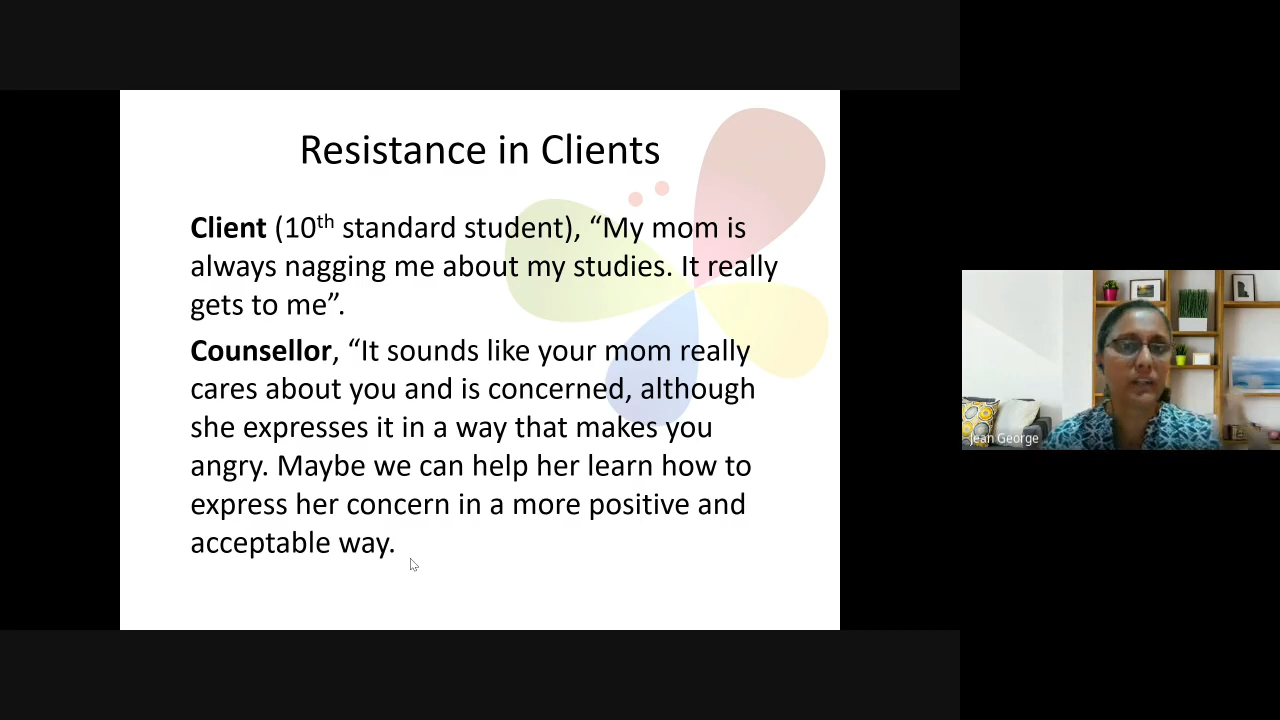 Resistance in Clients
Client (10th standard student), “My mom is
always nagging me about my studies. It really
gets to me”.
Counsellor, “It sounds like your mom really
cares about you and is concerned, although
she expresses it in a way that makes you
angry. Maybe we can help her learn how to
express her concern in a more positive and
acceptable way.
Jean George